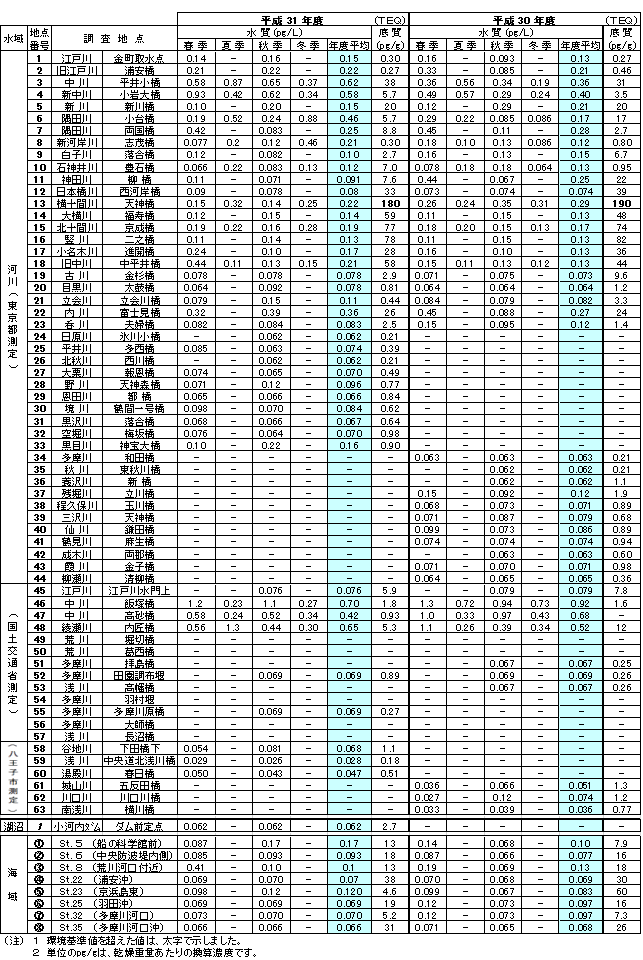 平成 31 年度 (TEQ) 平成 30 年度 (TEQ)
水域 地点番号 調査地点 水質(pg/L) 底質 水質(pg/L) 底質
春季 夏季 秋季 冬季 年度平均 (pg/g) 春季 夏季 秋季 冬季 年度平均 (pg/g)
河川(東京都測定)
1 江戸川 金町取水点 0.14 − 0.16 − 0.15 0.30 0.16 − 0.093 − 0.13 0.27
2 旧江戸川 浦安橋 0.21 − 0.22 − 0.22 0.27 0.33 − 0.085 − 0.21 0.46
3 中川 平井小橋 0.58 0.87 0.65 0.37 0.62 38 0.36 0.56 0.34 0.19 0.36 31
4 新中川 小岩大橋 0.93 0.42 0.62 0.34 0.58 5.7 0.49 0.57 0.29 0.24 0.40 3.5
5 新川 新川橋 0.10 − 0.20 − 0.15 20 0.12 − 0.29 − 0.21 20
6 隅田川 小台橋 0.19 0.52 0.24 0.88 0.46 5.7 0.29 0.22 0.085 0.086 0.17 17
7 隅田川 両国橋 0.42 − 0.083 − 0.25 8.8 0.45 − 0.11 − 0.28 2.7
8 新河岸川 志茂橋 0.077 0.2 0.12 0.46 0.21 0.30 0.18 0.10 0.13 0.086 0.12 0.80
9 白子川 落合橋 0.12 − 0.082 − 0.10 2.7 0.16 − 0.13 − 0.15 6.7
10 石神井川 豊石橋 0.066 0.22 0.083 0.13 0.12 7.0 0.078 0.18 0.18 0.064 0.13 0.95
11 神田川 柳橋 0.11 − 0.071 − 0.091 7.6 0.44 − 0.067 − 0.25 22
12 日本橋川 西河岸橋 0.09 − 0.078 − 0.08 33 0.073 − 0.074 − 0.074 39
13 横十間川 天神橋 0.15 0.32 0.14 0.25 0.22 180 0.26 0.24 0.35 0.31 0.29 190
14 大横川 福寿橋 0.12 − 0.15 − 0.14 59 0.11 − 0.15 − 0.13 48
15 北十間川 京成橋 0.19 0.22 0.16 0.28 0.19 77 0.18 0.20 0.15 0.13 0.17 74
16 竪川 二之橋 0.11 − 0.14 − 0.13 78 0.11 − 0.15 − 0.13 82
17 小名木川 進開橋 0.24 − 0.10 − 0.17 28 0.16 − 0.10 − 0.13 36
18 旧中川 中平井橋 0.44 0.11 0.13 0.15 0.21 58 0.15 0.11 0.13 0.12 0.13 44
19 古川 金杉橋 0.078 − 0.078 − 0.078 2.9 0.071 − 0.075 − 0.073 9.6
20 目黒川 太鼓橋 0.064 − 0.092 − 0.078 0.81 0.064 − 0.064 − 0.064 1.2
21 立会川 立会川橋 0.079 − 0.15 − 0.11 0.44 0.084 − 0.079 − 0.082 3.3
22 内川 富士見橋 0.32 − 0.39 − 0.36 26 0.45 − 0.088 − 0.27 24
23 呑川 夫婦橋 0.082 − 0.084 − 0.083 2.5 0.15 − 0.095 − 0.12 1.4
24 日原川 氷川小橋 − − 0.062 − 0.062 0.21 − − − − − −
25 平井川 多西橋 0.085 − 0.063 − 0.074 0.39 − − − − − −
26 北秋川 西川橋 − − 0.062 − 0.062 0.21 − − − − − −
27 大栗川 報恩橋 0.074 − 0.065 − 0.070 0.49 − − − − − −
28 野川 天神森橋 0.071 − 0.12 − 0.096 0.77 − − − − − −
29 恩田川 都橋 0.065 − 0.066 − 0.066 0.84 − − − − − −
30 境川 鶴間一号橋 0.098 − 0.070 − 0.084 0.62 − − − − − −
31 黒沢川 落合橋 0.068 − 0.066 − 0.067 0.64 − − − − − −
32 空堀川 梅坂橋 0.076 − 0.064 − 0.070 0.98 − − − − − −
33 黒目川 神宝大橋 0.10 − 0.22 − 0.16 0.90 − − − − − −
34 多摩川 和田橋 − − − − − − 0.063 − 0.063 − 0.063 0.21
35 秋川 東秋川橋 − − − − − − − − 0.062 − 0.062 0.21
36 養沢川 新橋 − − − − − − − − 0.062 − 0.062 1.1
37 残堀川 立川橋 − − − − − − 0.15 − 0.092 − 0.12 1.9
38 程久保川 玉川橋 − − − − − − 0.068 − 0.073 − 0.071 0.89
39 三沢川 天神橋 − − − − − − 0.071 − 0.087 − 0.079 0.68
40 仙川 鎌田橋 − − − − − − 0.099 − 0.073 − 0.086 0.89
41 鶴見川 麻生橋 − − − − − − 0.074 − 0.074 − 0.074 0.94
42 成木川 両郡橋 − − − − − − − − 0.063 − 0.063 0.60
43 霞川 金子橋 − − − − − − 0.071 − 0.070 − 0.071 0.98
44 柳瀬川 清柳橋 − − − − − − 0.064 − 0.065 − 0.065 0.36
(国土交通省測定)
45 江戸川 江戸川水門上 − − 0.076 − 0.076 5.9 − − 0.079 − 0.079 7.8
46 中川 飯塚橋 1.2 0.23 1.1 0.27 0.70 1.8 1.3 0.72 0.94 0.73 0.92 1.6
47 中川 高砂橋 0.58 0.24 0.52 0.34 0.42 0.93 1.0 0.33 0.97 0.43 0.68 −
48 綾瀬川 内匠橋 0.56 1.3 0.44 0.30 0.65 5.3 1.1 0.26 0.39 0.34 0.52 12
49 荒川 堀切橋 − − − − − − − − − − − −
50 荒川 葛西橋 − − − − − − − − − − − −
51 多摩川 拝島橋 − − − − − − − − 0.067 − 0.067 0.25
52 多摩川 田園調布堰 − − 0.069 − 0.069 0.89 − − 0.069 − 0.069 0.26
53 浅川 高幡橋 − − − − − − − − 0.067 − 0.067 0.26
54 多摩川 羽村堰 − − − − − − − − − − − −
55 多摩川 多摩川原橋 − − 0.069 − 0.069 0.27 − − − − − −
56 多摩川 大師橋 − − − − − − − − − − − −
57 浅川 長沼橋 − − − − − − − − − − − −
(八王子市測定)
58 谷地川 下田橋下 0.054 − 0.081 − 0.068 1.1 − − − − − −
59 浅川 中央道北浅川橋 0.029 − 0.026 − 0.028 0.18 − − − − − −
60 湯殿川 春日橋 0.050 − 0.043 − 0.047 0.51 − − − − − −
61 城山川 五反田橋 − − − − − − 0.036 − 0.066 − 0.051 1.3
62 川口川 川口川橋 − − − − − − 0.027 − 0.12 − 0.074 1.2
63 南浅川 横川橋 − − − − − − 0.033 − 0.039 − 0.036 0.77
湖沼 1 小河内ダム ダム前定点 0.062 − 0.062 − 0.062 2.7 − − − − − −
海域
① St.5 (船の科学館前) 0.087 − 0.17 − 0.17 13 0.14 − 0.068 − 0.10 7.9
② St.6 (中央防波堤内側) 0.085 − 0.093 − 0.093 18 0.087 − 0.066 − 0.077 16
③ St.8 (荒川河口付近) 0.41 − 0.10 − 0.1 13 0.19 − 0.069 − 0.13 18
④ St.22 (浦安沖) 0.069 − 0.070 − 0.07 38 0.070 − 0.068 − 0.069 30
⑤ St.23 (京浜島東) 0.098 − 0.12 − 0.120 4.6 0.099 − 0.067 − 0.083 60
⑥ St.25 (羽田沖) 0.069 − 0.069 − 0.069 19 0.12 − 0.073 − 0.097 16
⑦ St.32 (多摩川河口) 0.073 − 0.070 − 0.070 5.2 0.12 − 0.073 − 0.097 7.3
⑧ St.35 (多摩川河口沖) 0.066 − 0.066 − 0.066 31 0.071 − 0.065 − 0.068 26
(注) 1 環境基準値を超えた値は、太字で示しました。
2 単位のpg/gは、乾燥重量あたりの換算濃度です。